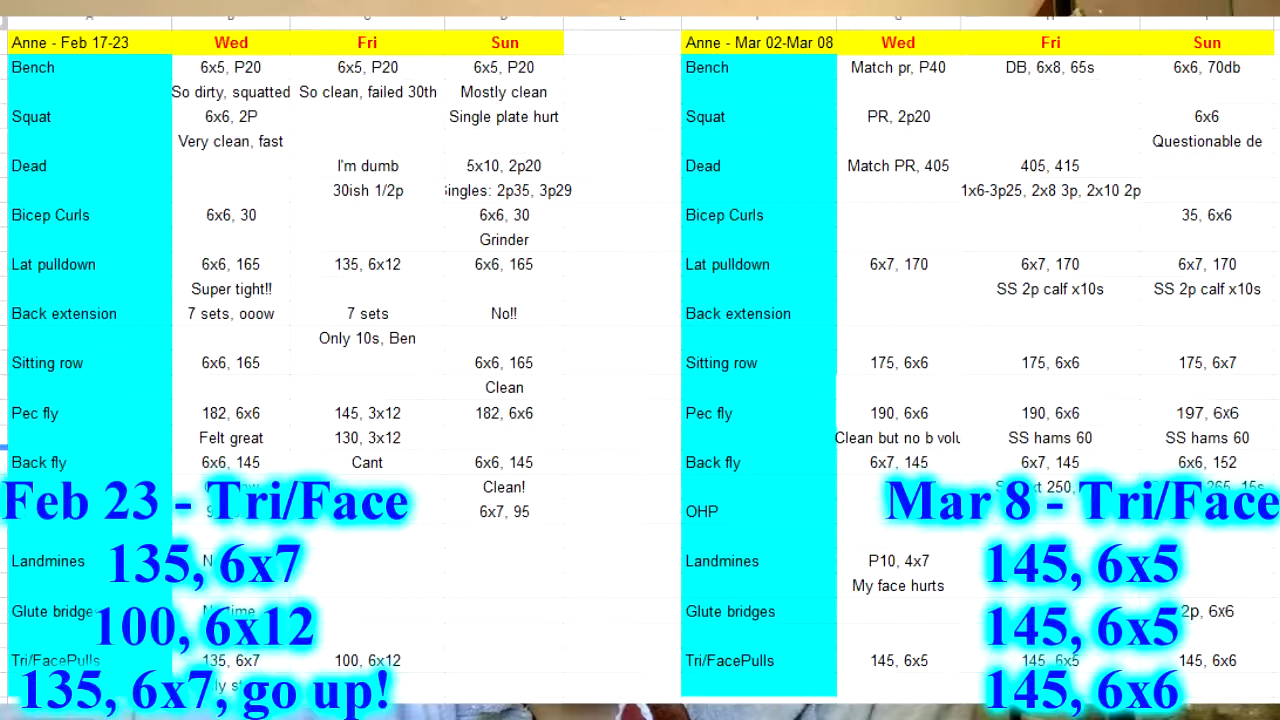 Anne - Feb 17-23 Wed Fri Sun
Bench 6x5, P20 6x5, P20 6x5, P20
So dirty, squatted So clean, failed 30th Mostly clean
Squat 6x6, 2P Single plate hurt
Very clean, fast
Dead I'm dumb 5x10, 2p20
30ish 1/2p ingles: 2p35, 3p29
Bicep Curls 6x6, 30 6x6, 30
Grinder
Lat pulldown 6x6, 165 135, 6x12 6x6, 165
Super tight!!
Back extension 7 sets, ooow 7 sets No!!
Only 10s, Ben
Sitting row 6x6, 165 6x6, 165
Clean
Pec fly 182, 6x6 145, 3x12 182, 6x6
Felt great 130, 3x12
Back fly 6x6, 145 Cant 6x6, 145
Clean!
6x7, 95
Landmines
Glute bridge
Tri/FacePulls 135, 6x7 100, 6x12
Feb 23 - Tri/Face
135, 6x7
100, 6x12
135, 6x7, go up!
Anne - Mar 02-Mar 08 Wed Fri Sun
Bench Match pr, P40 DB, 6x8, 65s 6x6, 70db
Squat PR, 2p20 6x6
Questionable de
Dead Match PR, 405 405, 415
1x6-3p25, 2x8 3p, 2x10 2p
Bicep Curls 35, 6x6
Lat pulldown 6x7, 170 6x7, 170 6x7, 170
SS 2p calf x10s SS 2p calf x10s
Back extension
Sitting row 175, 6x6 175, 6x6 175, 6x7
Pec fly 190, 6x6 190, 6x6 197, 6x6
Clean but no b volu SS hams 60 SS hams 60
Back fly 6x7, 145 6x7, 145 6x6, 152
OHP
Landmines P10, 4x7
My face hurts
Glute bridges 2p, 6x6
Tri/FacePulls 145, 6x5 145, 6x5 145, 6x6
Mar 8 - Tri/Face
145, 6x5
145, 6x5
145, 6x6